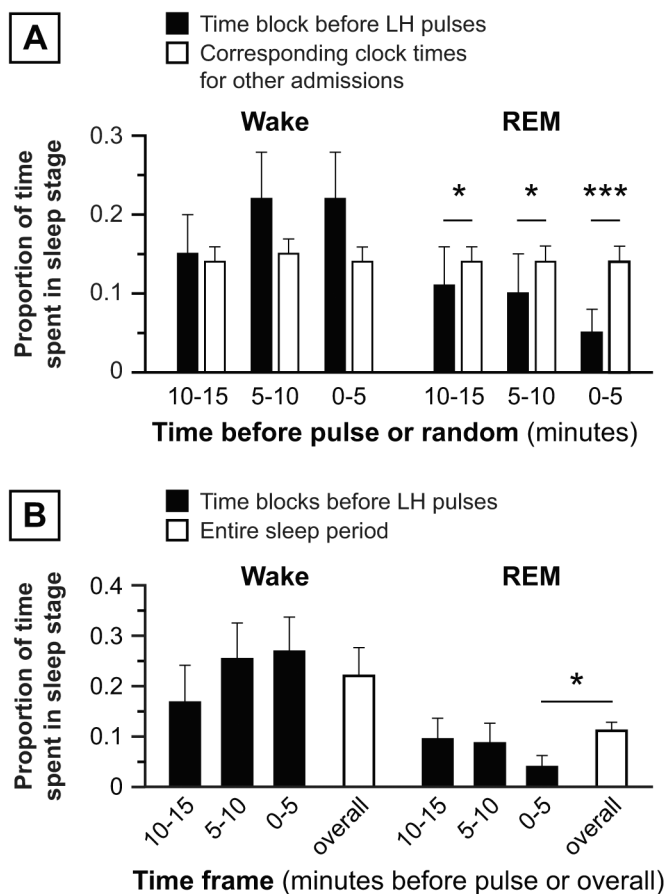 A
Time block before LH pulses
Corresponding clock times
for other admissions
Proportion of time
spent in sleep stage
Wake
REM
0.3
0.2
0.1
0
*
*
***
10-15
5-10
0-5
10-15
5-10
0-5
Time before pulse or random (minutes)
B
Time blocks before LH pulses
Entire sleep period
Proportion of time
spent in sleep stage
Wake
REM
0.4
0.3
0.2
0.1
0
*
10-15
5-10
0-5
overall
10-15
5-10
0-5
overall
Time frame (minutes before pulse or overall)